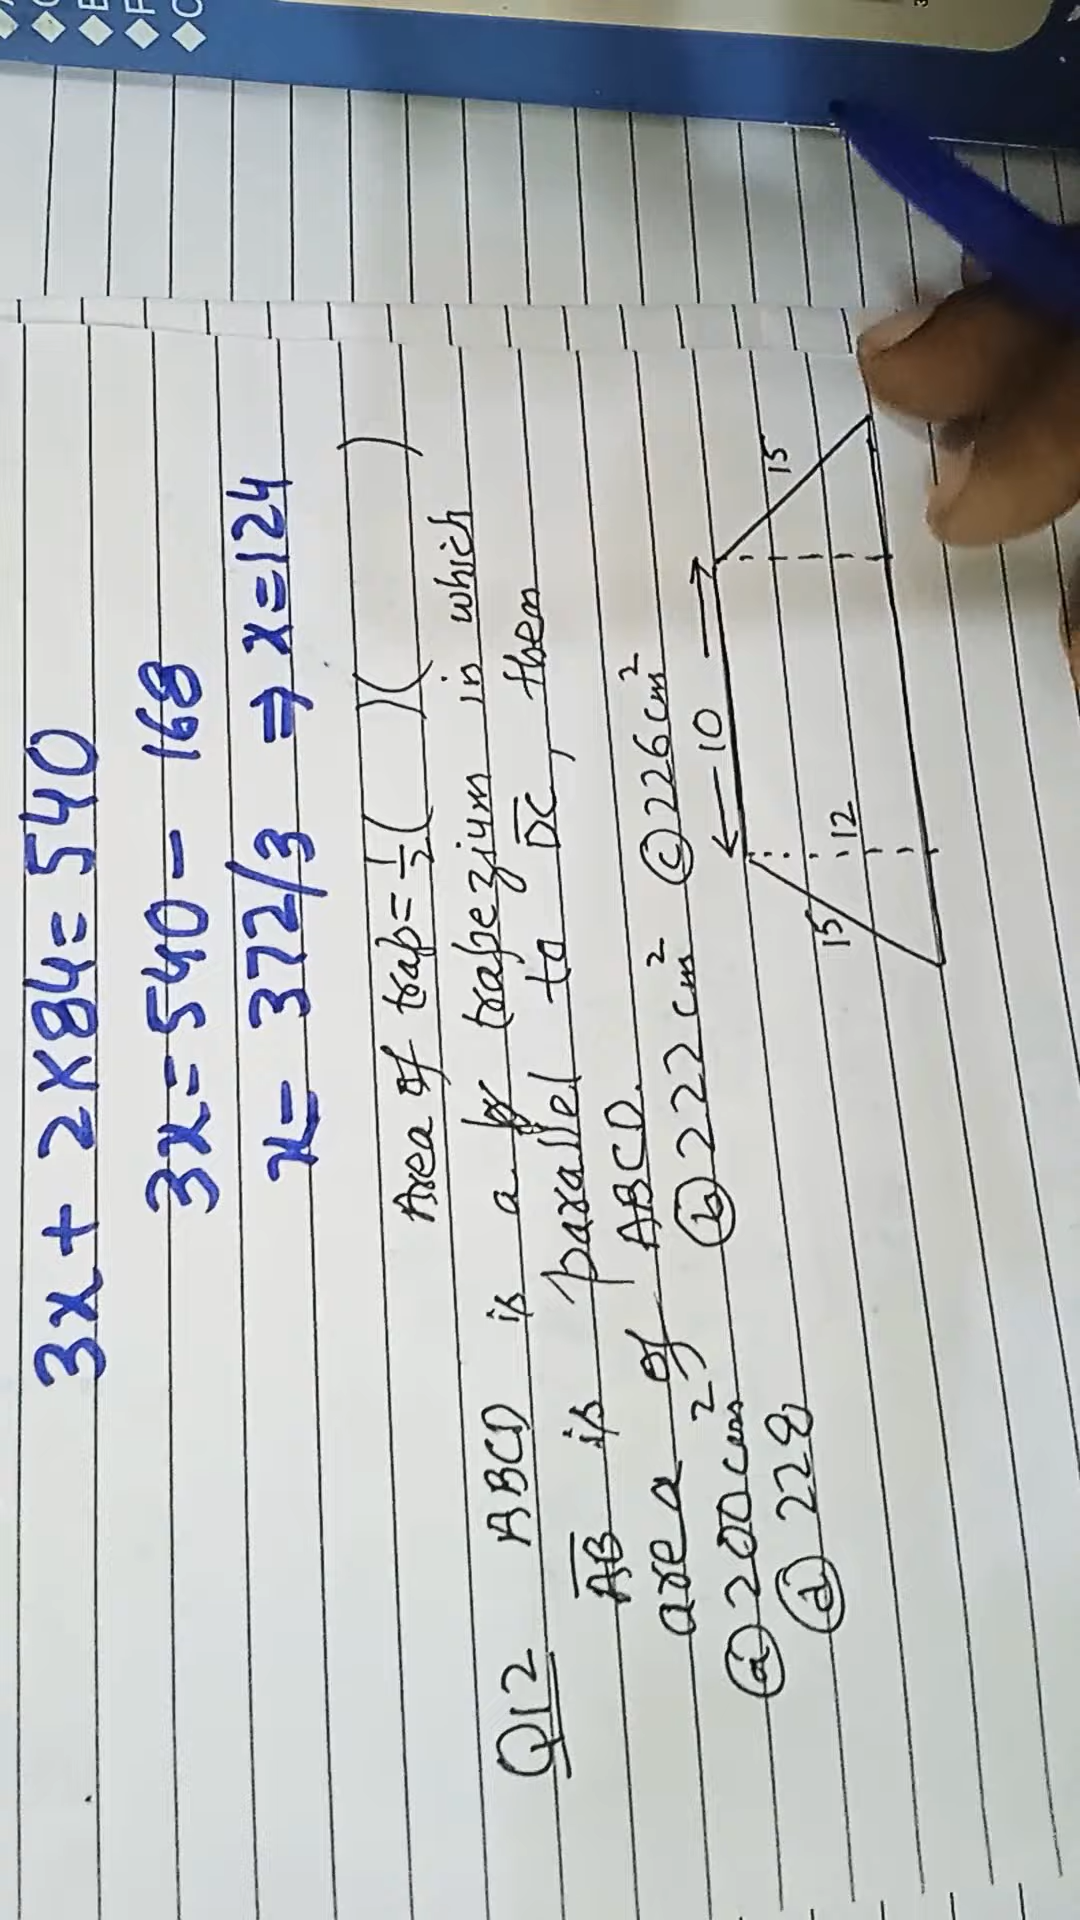 3x + 2x84 = 540
3x = 540 - 168
x = 372/3 ⇒ x = 124
Area of trap = 1/2 ( )( )
Q12 ABCD is a trapezium in which
AB is parallel to DC, then
area of ABCD.
(a) 200 cm² (b) 222 cm² (c) 226 cm²
(d) 228
← 10 →
15 12 15